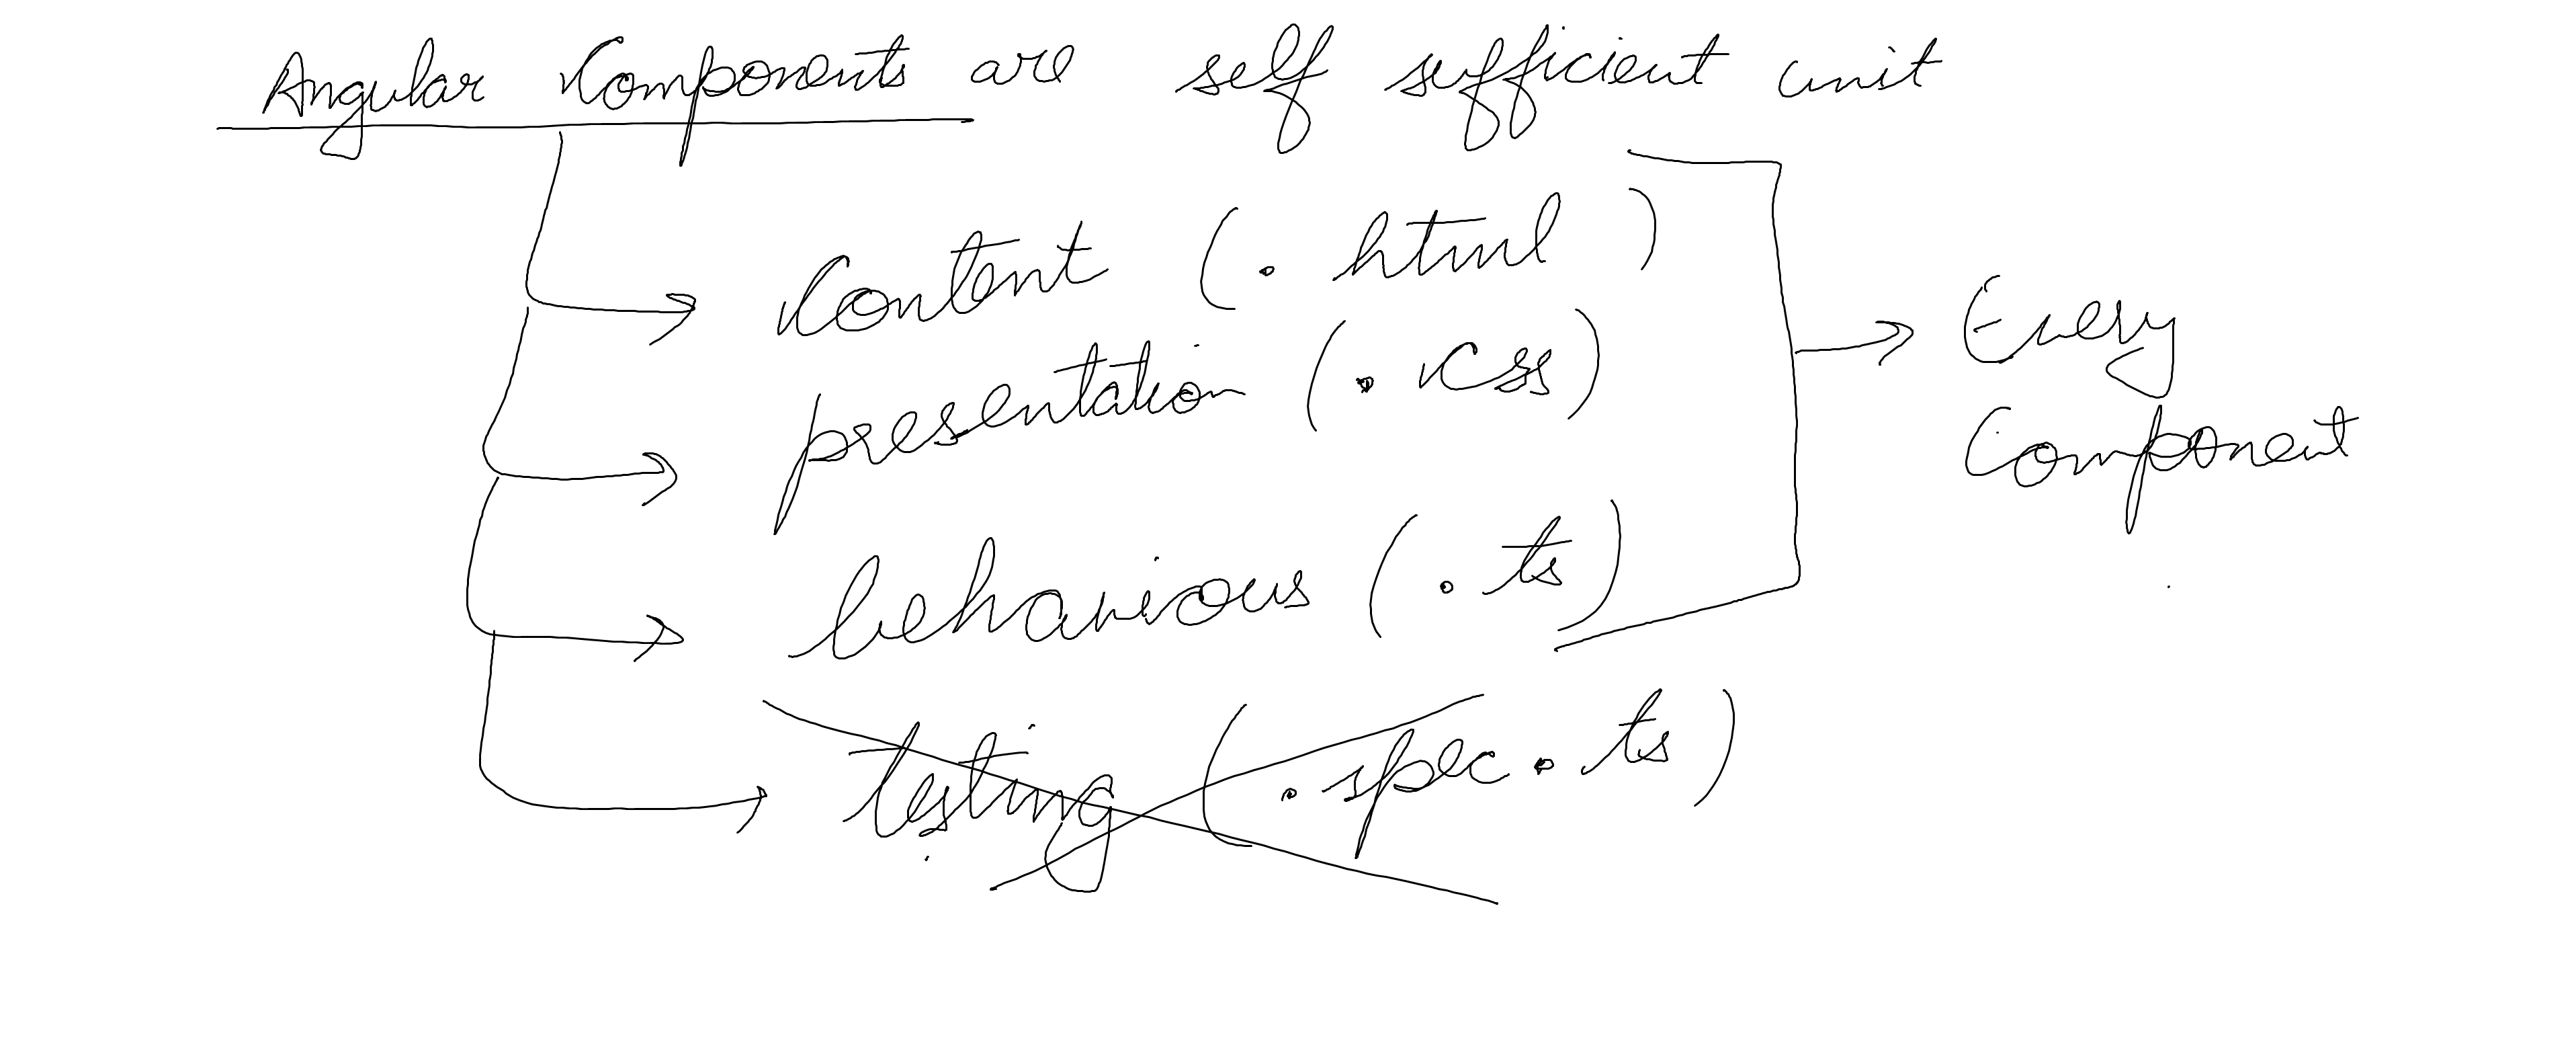 Angular Components are self sufficient unit
Content (. html )
presentation (. css)
behaviour (. ts)
testing (. spec. ts)
Every
Component